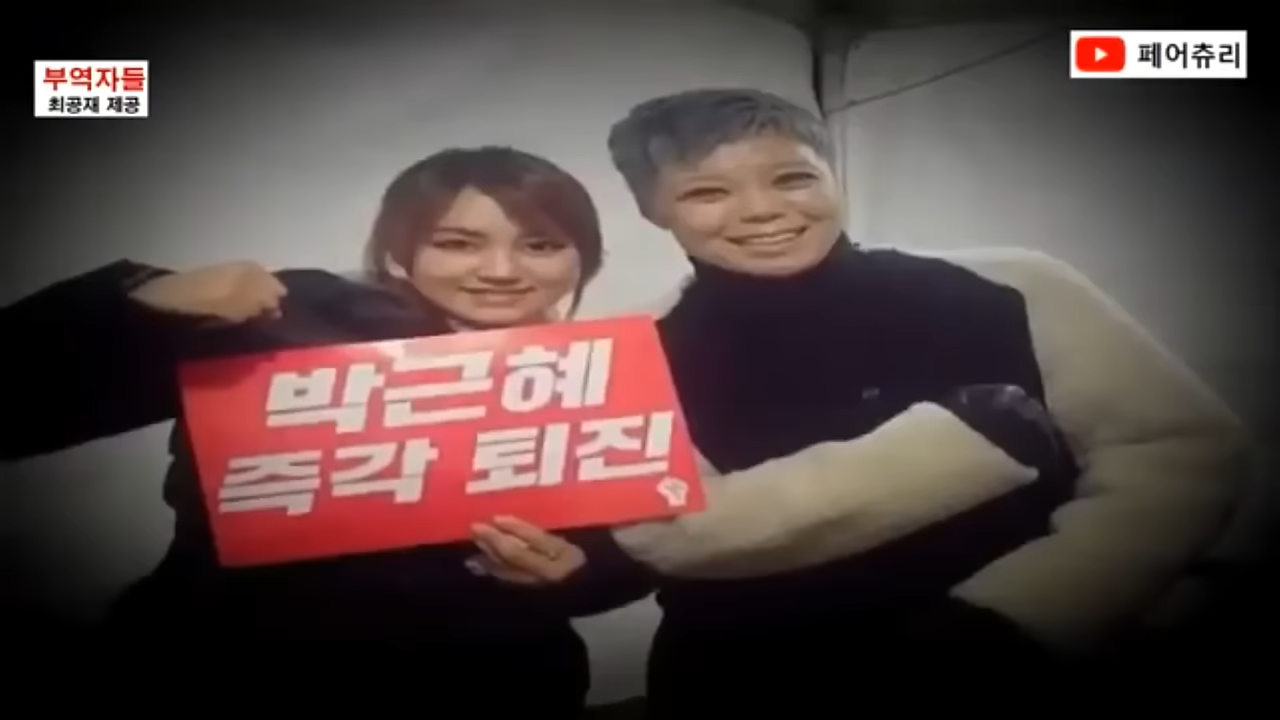 부역자들
최공재 제공
페어츄리
박근혜
즉각 퇴진